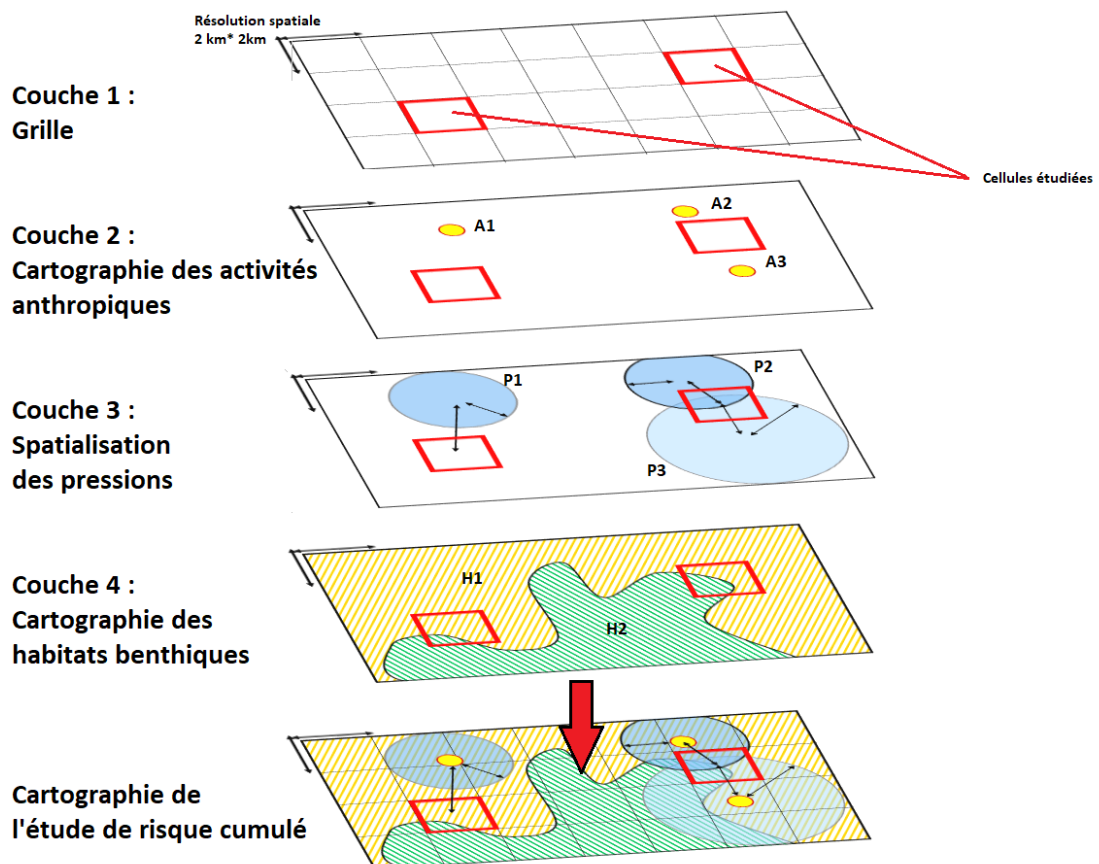 Résolution spatiale
2 km* 2km
Couche 1 :
Grille
Cellules étudiées
Couche 2 :
Cartographie des activités
anthropiques
A1
A2
A3
Couche 3 :
Spatialisation
des pressions
P1
P2
P3
Couche 4 :
Cartographie des
habitats benthiques
H1
H2
Cartographie de
l'étude de risque cumulé